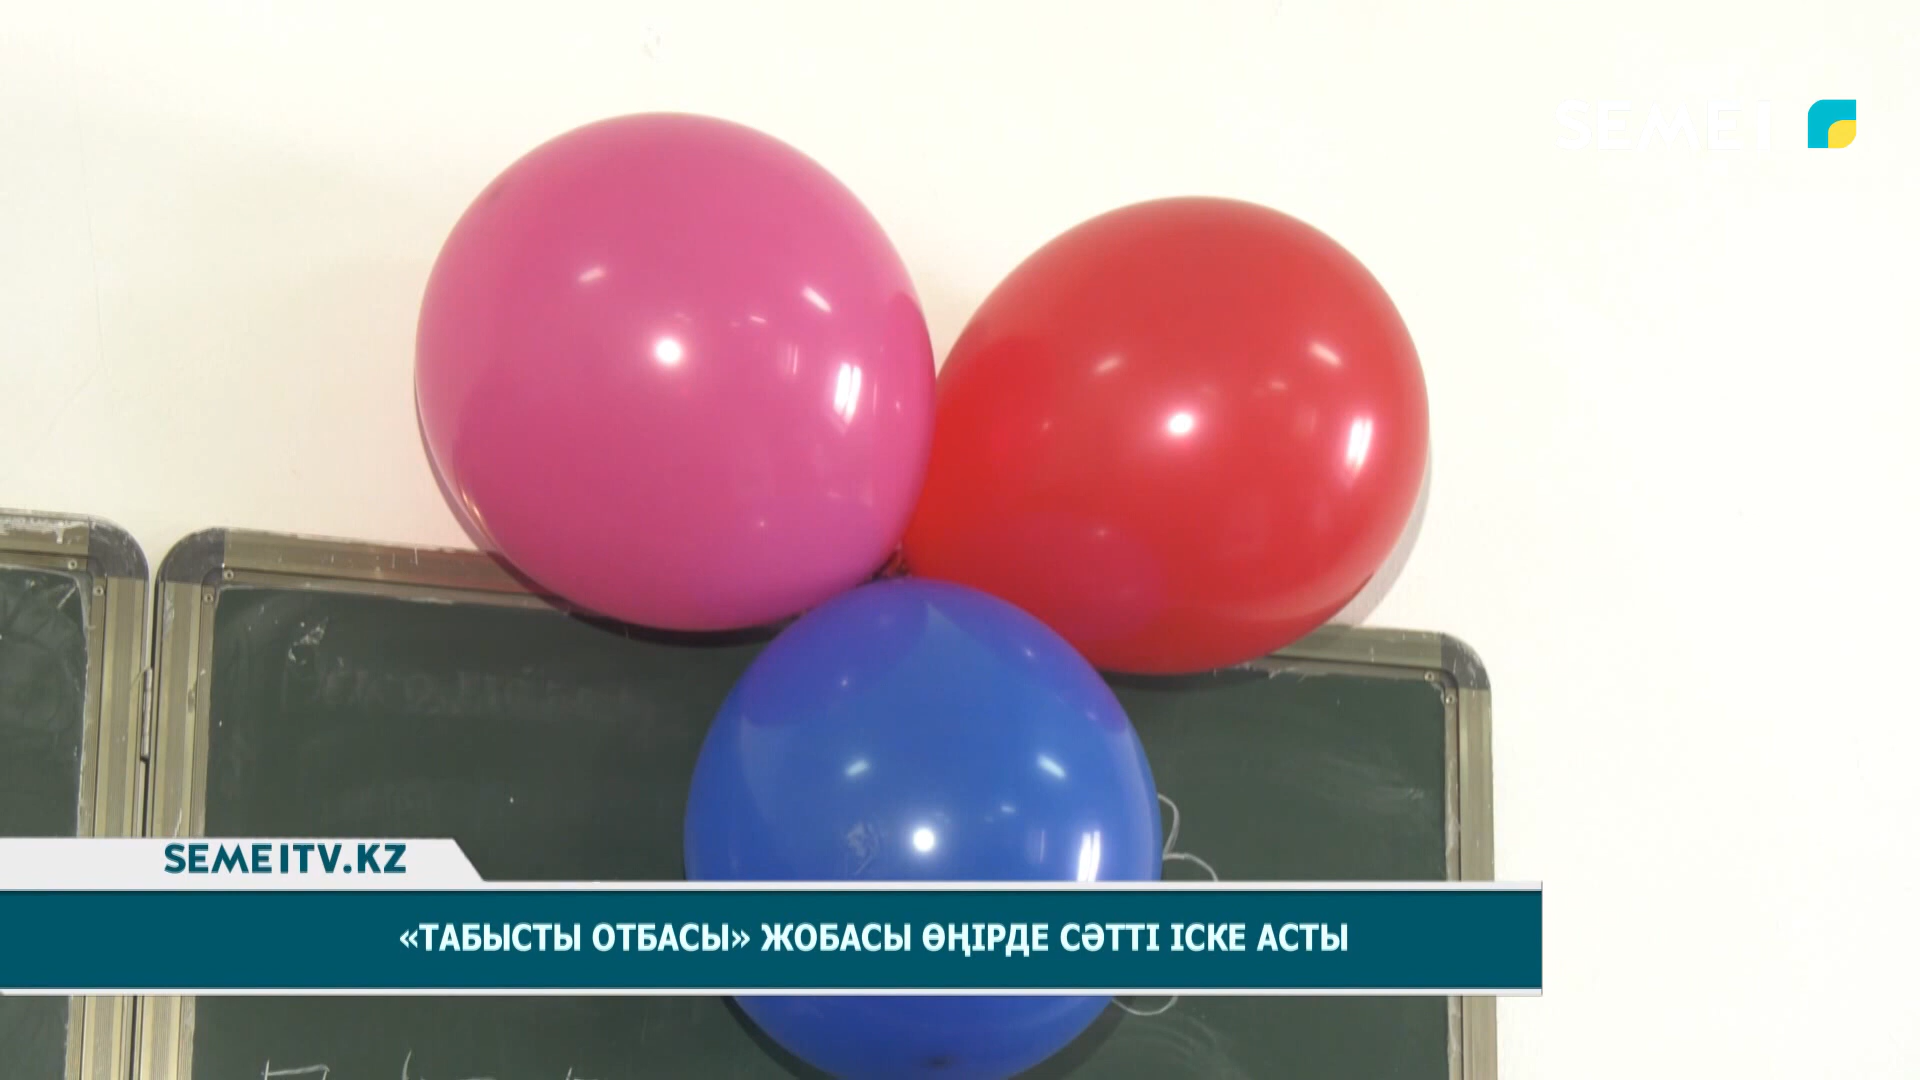 SEMEI
SEMEITV.KZ
«ТАБЫСТЫ ОТБАСЫ» ЖОБАСЫ ӨҢІРДЕ СӘТТІ ІСКЕ АСТЫ